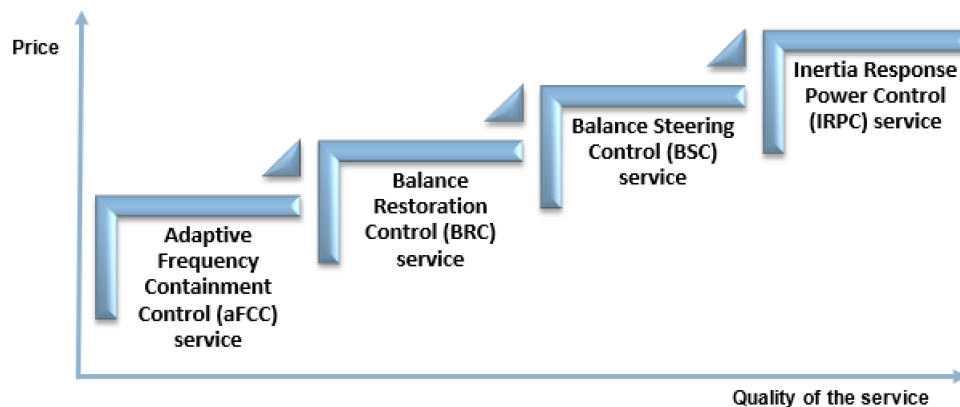 Price
Inertia Response
Power Control
(IRPC) service
Balance Steering
Control (BSC)
service
Balance
Restoration
Control (BRC)
service
Adaptive
Frequency
Containment
Control (aFCC)
service
Quality of the service